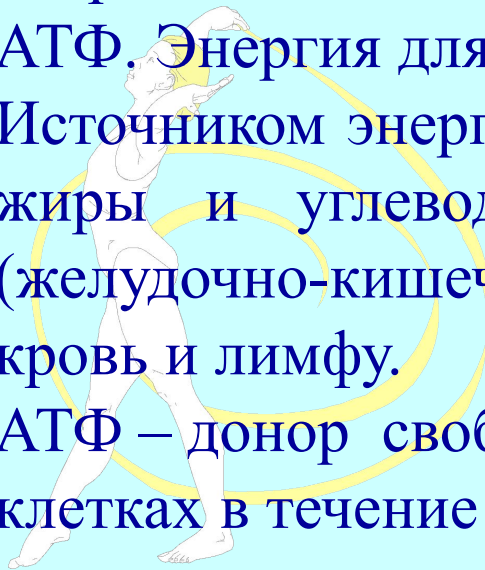 АТФ. Энергия для
Источником энерг
жиры и углевод
(желудочно-кишеч
кровь и лимфу.
АТФ – донор своб
клетках в течение